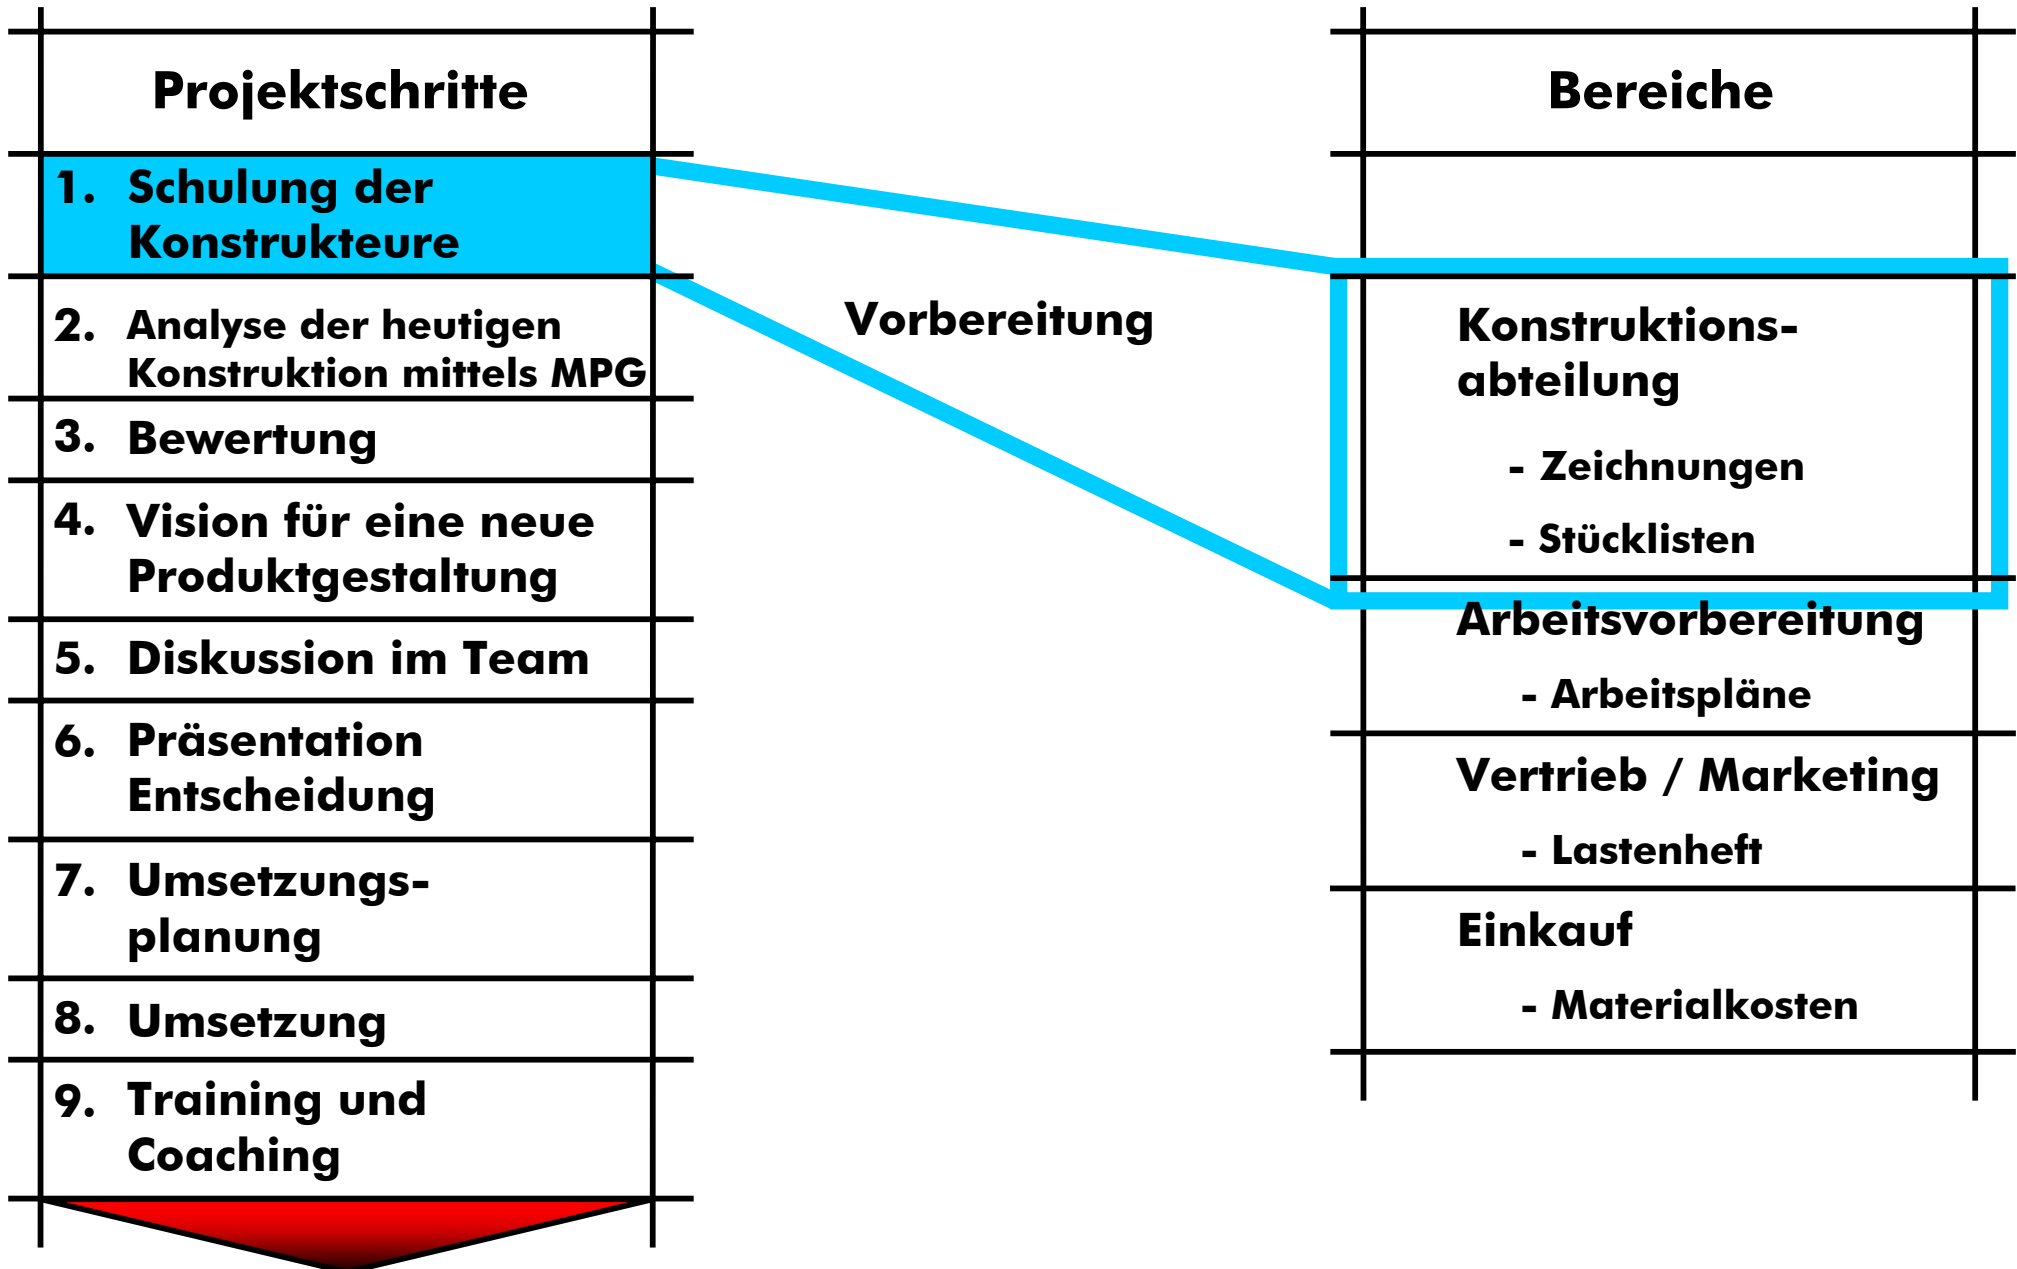 Projektschritte
1. Schulung der
Konstrukteure
2. Analyse der heutigen
Konstruktion mittels MPG
3. Bewertung
4. Vision für eine neue
Produktgestaltung
5. Diskussion im Team
6. Präsentation
Entscheidung
7. Umsetzungs-
planung
8. Umsetzung
9. Training und
Coaching
Vorbereitung
Bereiche
Konstruktions-
abteilung
- Zeichnungen
- Stücklisten
Arbeitsvorbereitung
- Arbeitspläne
Vertrieb / Marketing
- Lastenheft
Einkauf
- Materialkosten